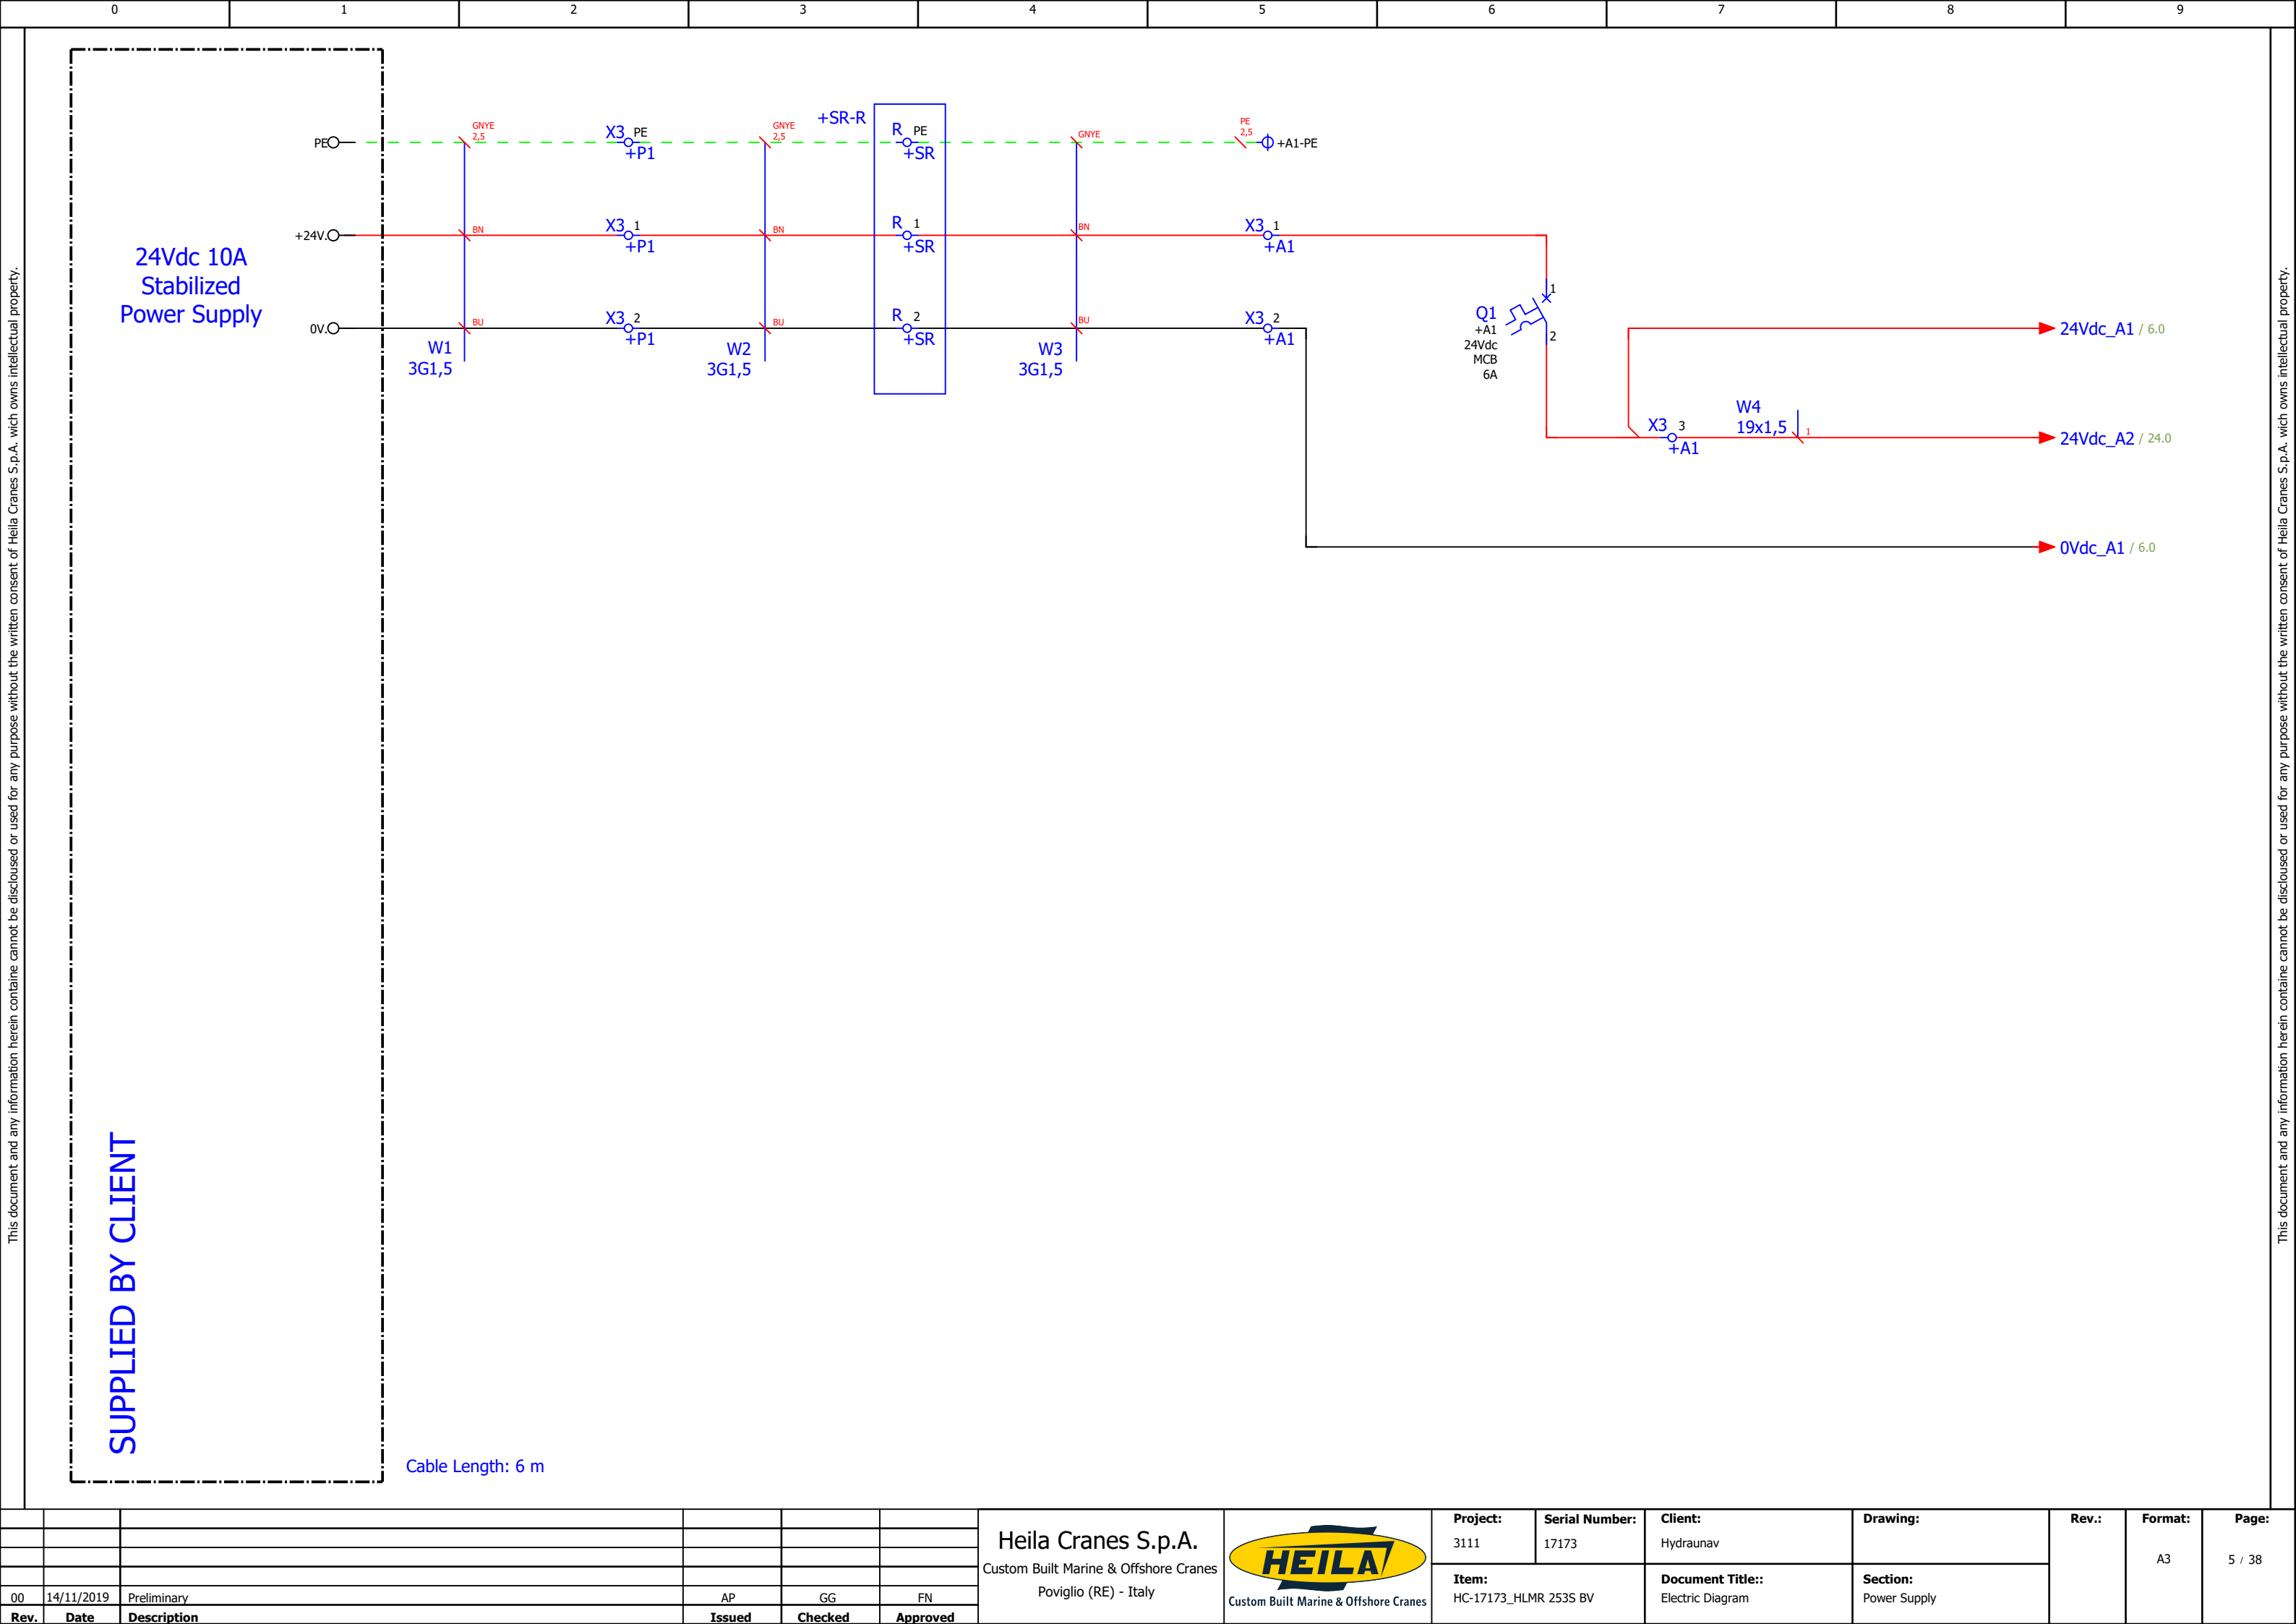 0 1 2 3 4 5 6 7 8 9
This document and any information herein containe cannot be discloused or used for any purpose without the written consent of Heila Cranes S.p.A. wich owns intellectual property.
24Vdc 10A
Stabilized
Power Supply
SUPPLIED BY CLIENT
PE
+24V.
0V.
GNYE
2,5
BN
BU
W1
3G1,5
X3 PE
+P1
X3 1
+P1
X3 2
+P1
GNYE
2,5
BN
BU
W2
3G1,5
+SR-R
R PE
+SR
R 1
+SR
R 2
+SR
GNYE
BN
BU
W3
3G1,5
PE
2,5
+A1-PE
X3 1
+A1
X3 2
+A1
Q1
+A1
24Vdc
MCB
6A
1
2
X3 3
+A1
W4
19x1,5
1
24Vdc_A1 / 6.0
24Vdc_A2 / 24.0
0Vdc_A1 / 6.0
Cable Length: 6 m
This document and any information herein containe cannot be discloused or used for any purpose without the written consent of Heila Cranes S.p.A. wich owns intellectual property.
00 14/11/2019 Preliminary AP GG FN
Rev. Date Description Issued Checked Approved
Heila Cranes S.p.A.
Custom Built Marine & Offshore Cranes
Poviglio (RE) - Italy
HEILA
Custom Built Marine & Offshore Cranes
Project:
3111
Serial Number:
17173
Client:
Hydraunav
Drawing:
Rev.:
Format:
A3
Page:
5 / 38
Item:
HC-17173_HLMR 253S BV
Document Title::
Electric Diagram
Section:
Power Supply